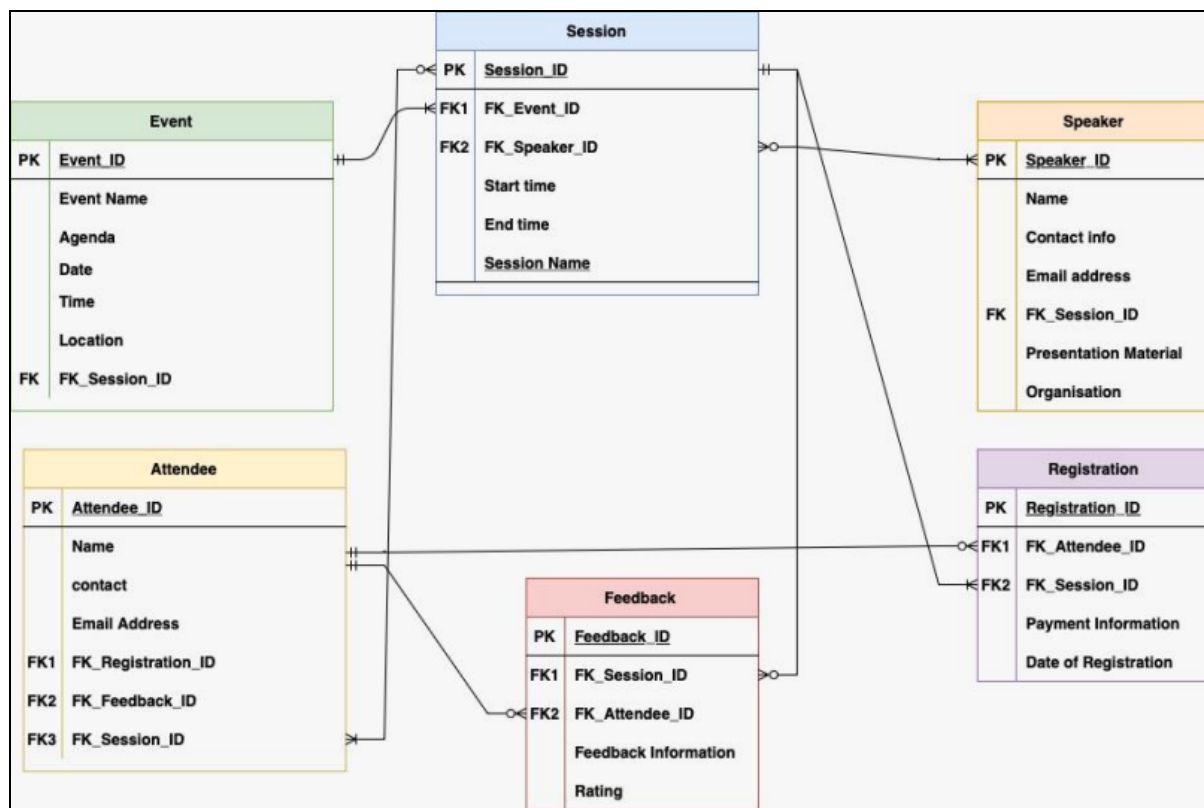 Session
PK Session_ID
FK1 FK_Event_ID
FK2 FK_Speaker_ID
Start time
End time
Session Name
Event
PK Event_ID
Event Name
Agenda
Date
Time
Location
FK FK_Session_ID
Speaker
PK Speaker_ID
Name
Contact info
Email address
FK FK_Session_ID
Presentation Material
Organisation
Attendee
PK Attendee_ID
Name
contact
Email Address
FK1 FK_Registration_ID
FK2 FK_Feedback_ID
FK3 FK_Session_ID
Feedback
PK Feedback_ID
FK1 FK_Session_ID
FK2 FK_Attendee_ID
Feedback Information
Rating
Registration
PK Registration_ID
FK1 FK_Attendee_ID
FK2 FK_Session_ID
Payment Information
Date of Registration